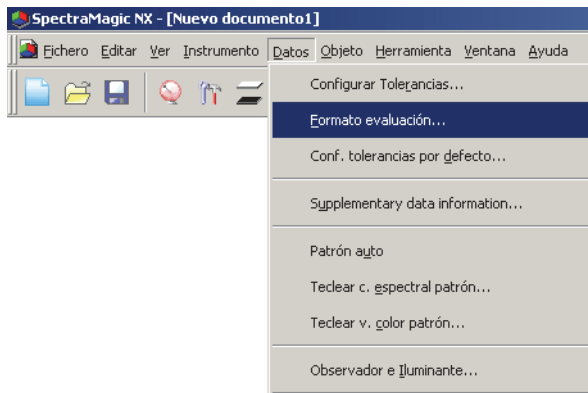 SpectraMagic NX - [Nuevo documento1]
Fichero Editar Ver Instrumento Datos Objeto Herramienta Ventana Ayuda
Configurar Tolerancias...
Formato evaluación...
Conf. tolerancias por defecto...
Supplementary data information...
Patrón auto
Teclear c. espectral patrón...
Teclear v. color patrón...
Observador e Iluminante...